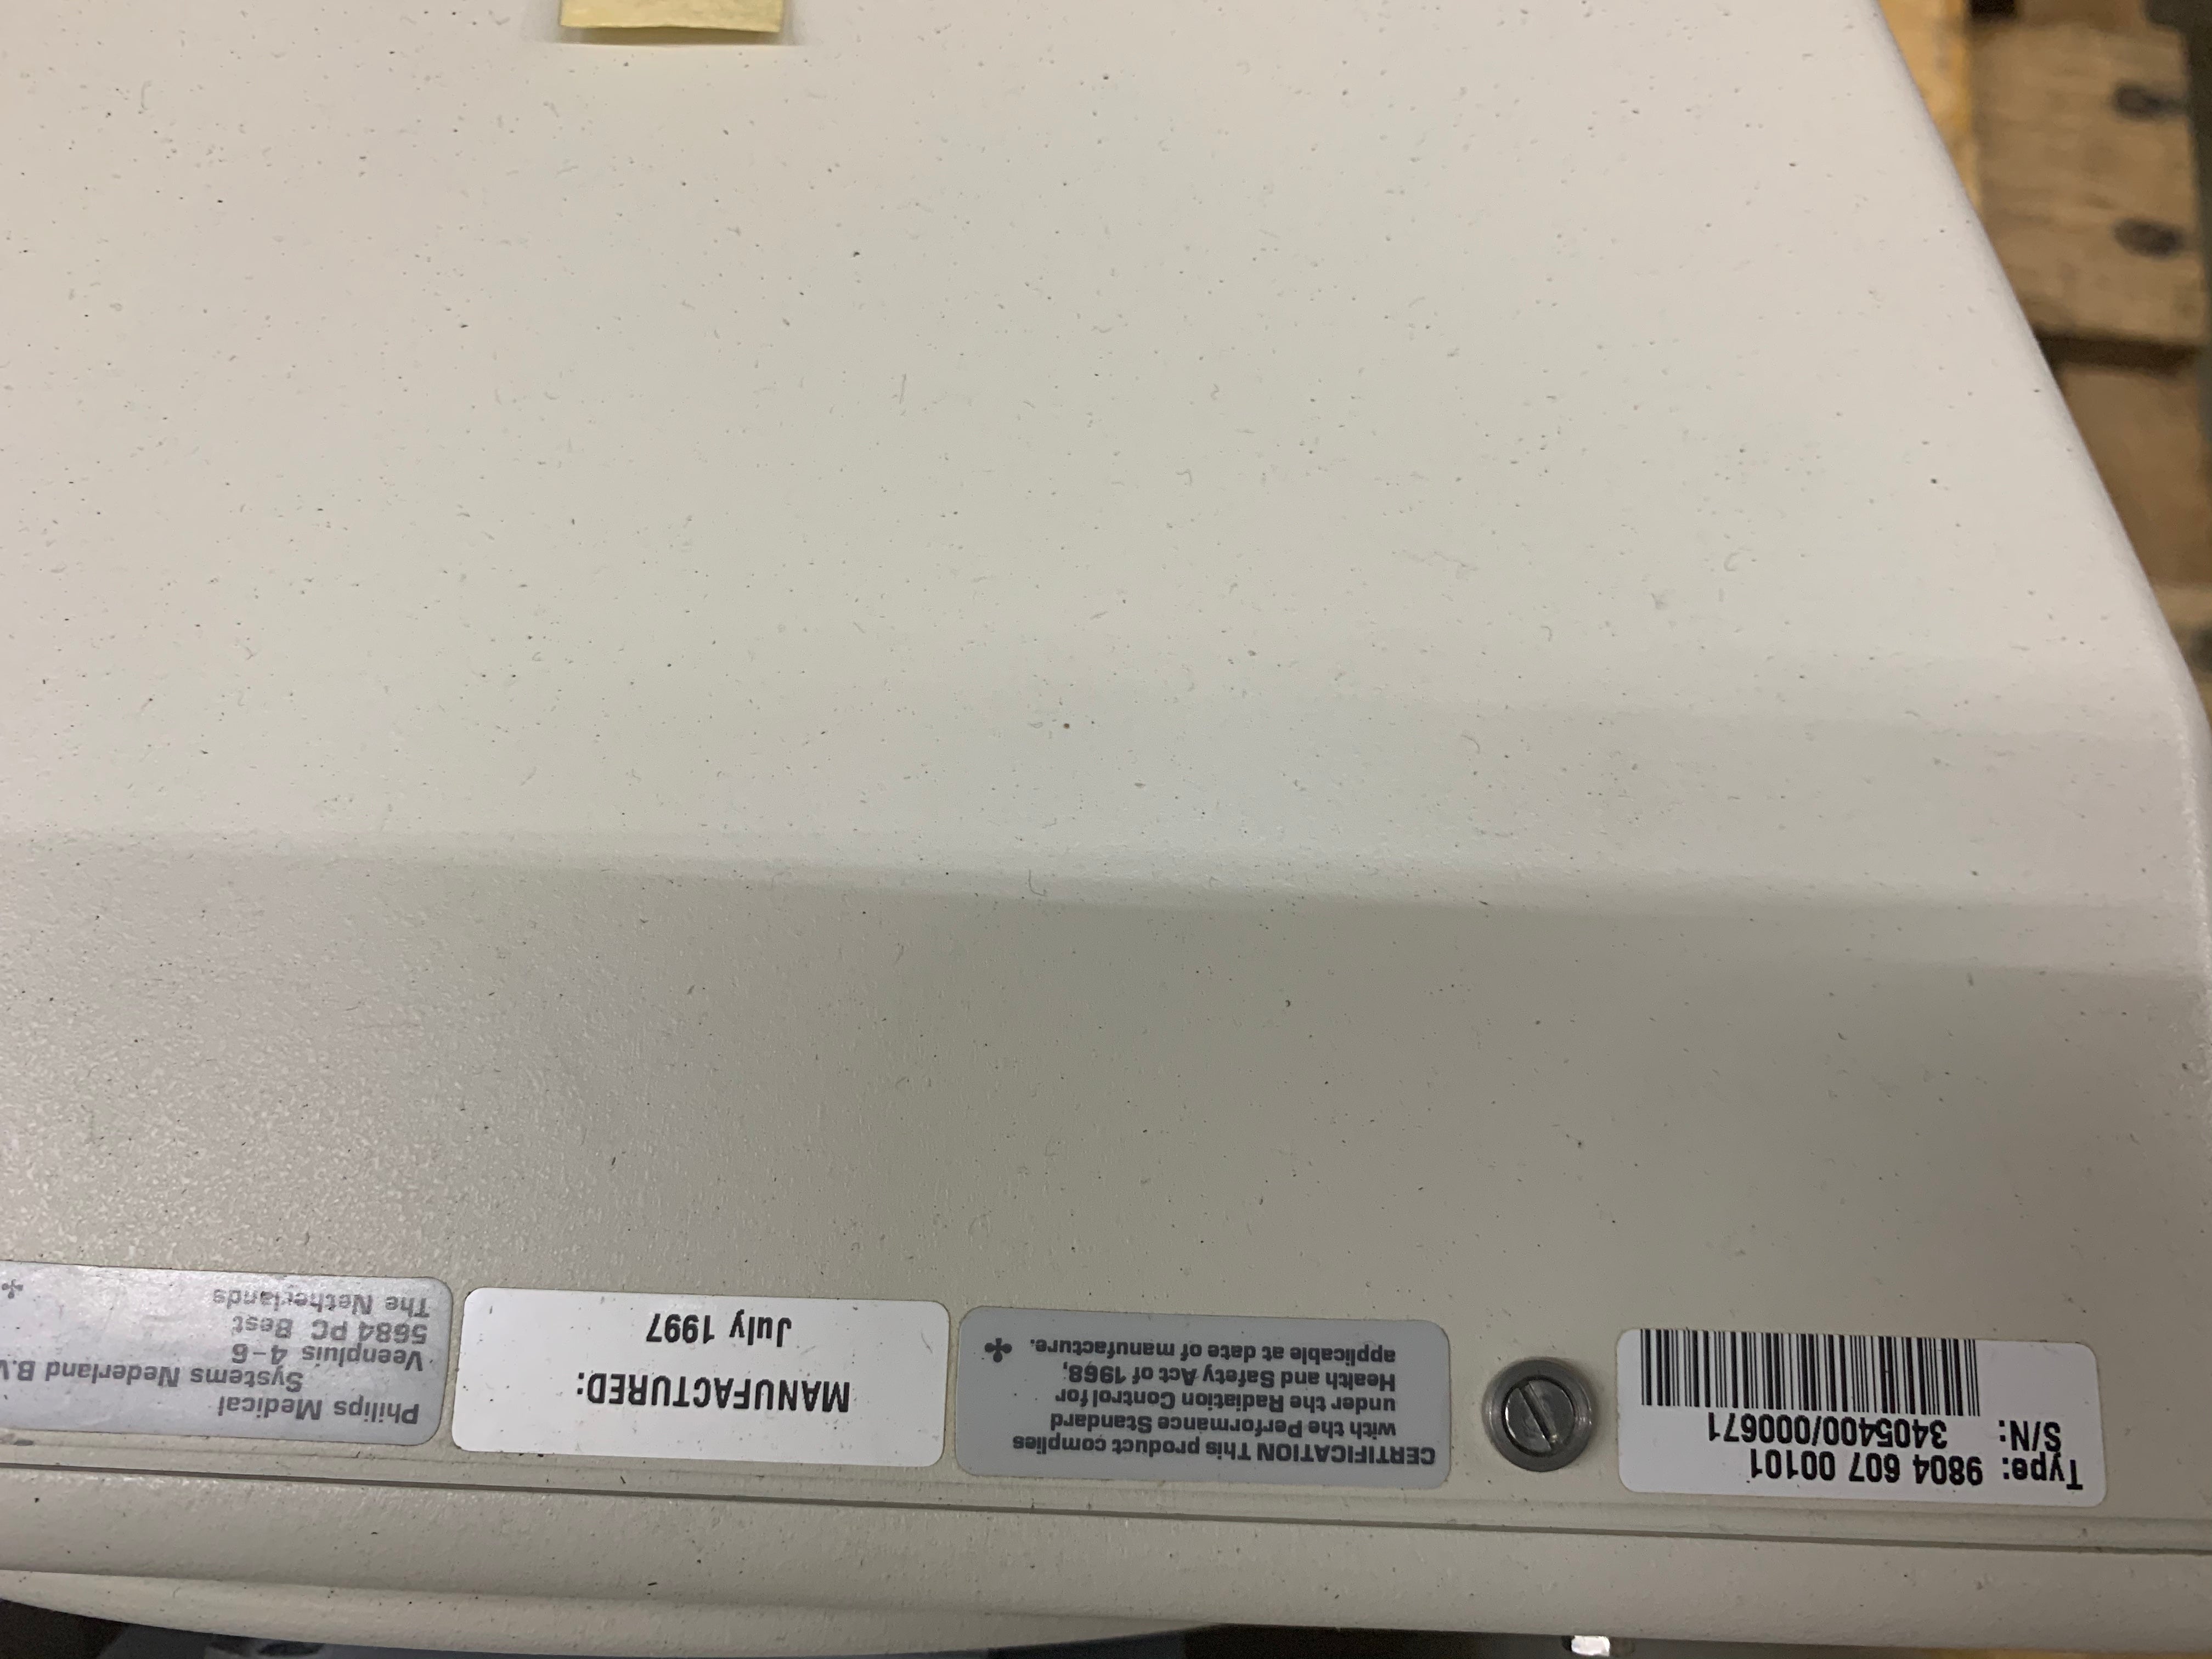 Type: 9804 607 00101
S/N: 3405400/000671
CERTIFICATION This product complies
with the Performance Standard
under the Radiation Control for
Health and Safety Act of 1968,
applicable at date of manufacture.
MANUFACTURED:
July 1997
Philips Medical
Systems Nederland B.V
Veenpluis 4-6
5684 PC Best
The Netherlands